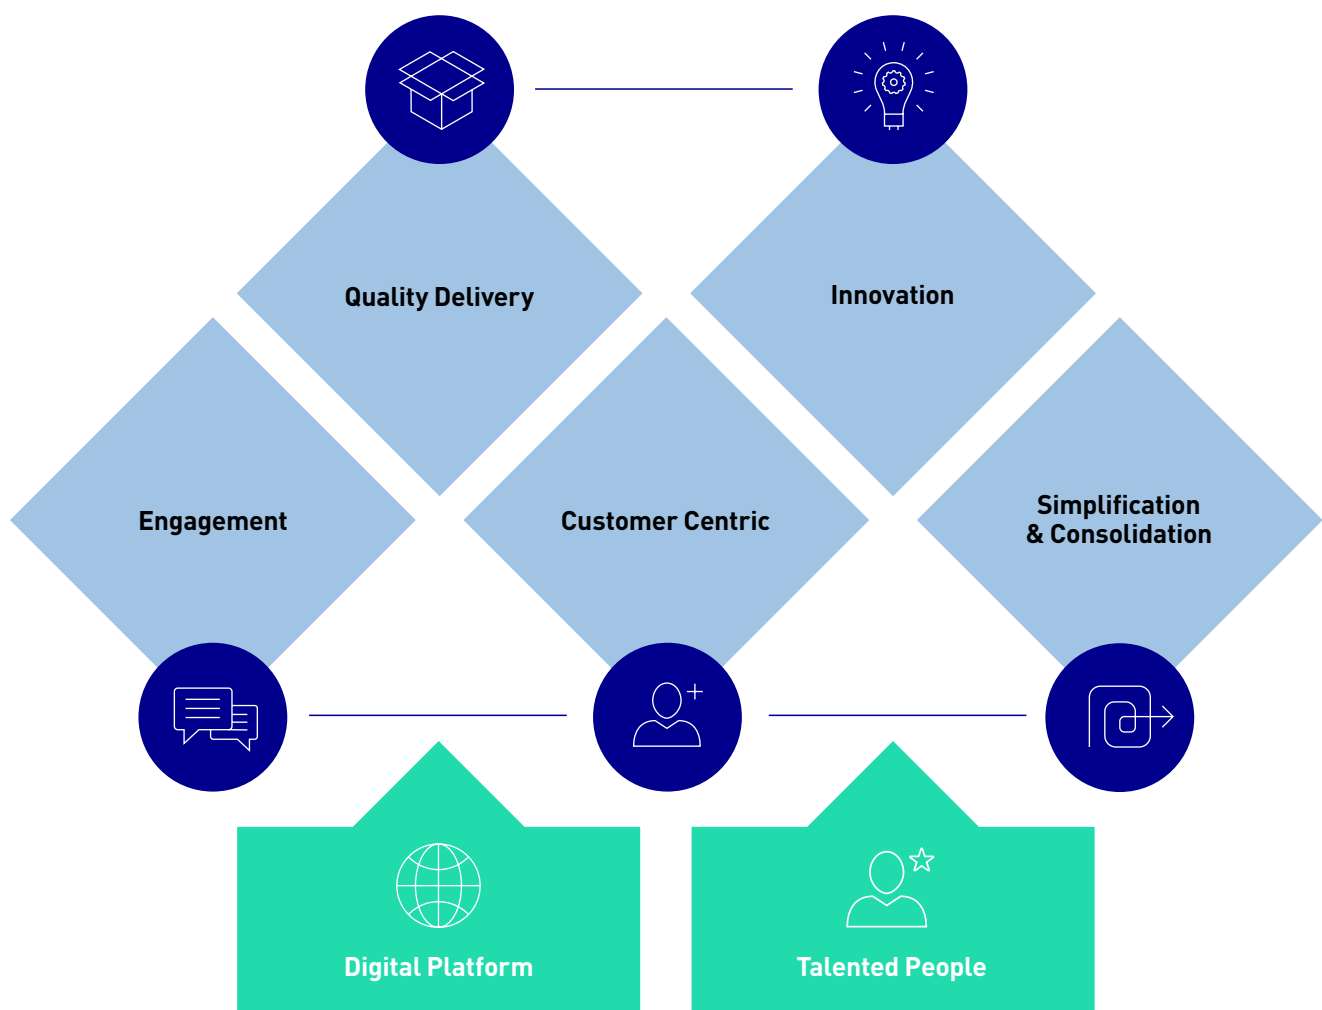 Quality Delivery
Innovation
Engagement
Customer Centric
Simplification
& Consolidation
Digital Platform
Talented People